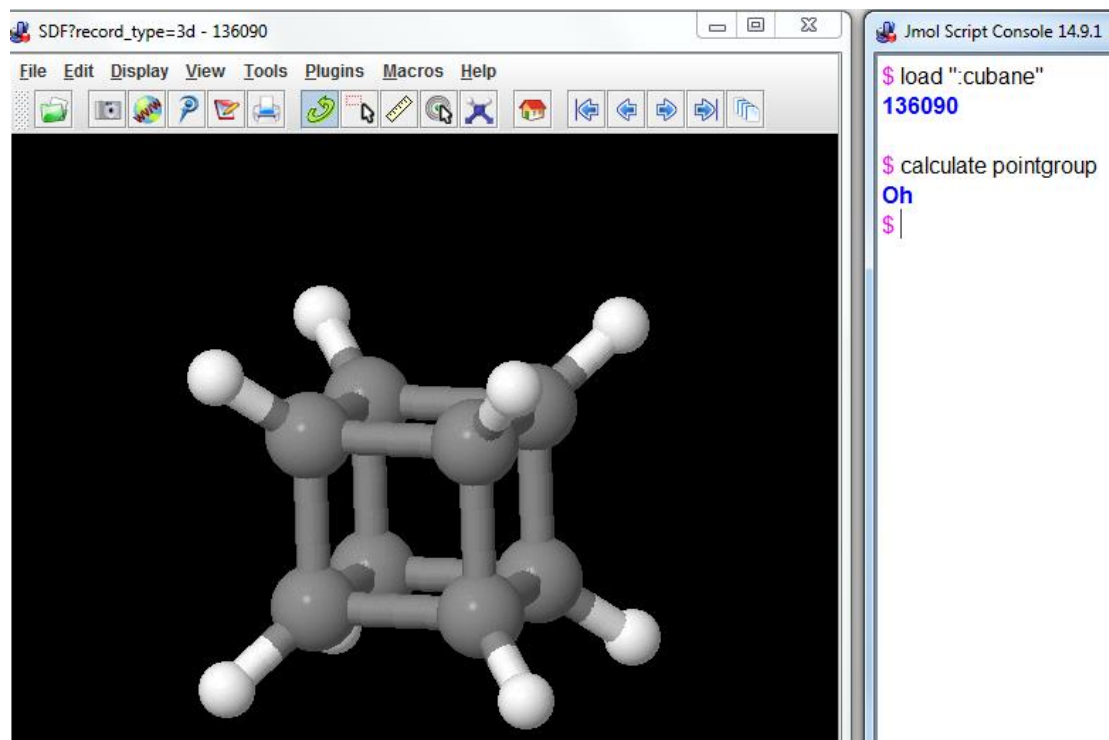 SDF?record_type=3d - 136090
File Edit Display View Tools Plugins Macros Help
Jmol Script Console 14.9.1
$ load ":cubane"
136090
$ calculate pointgroup
Oh
$